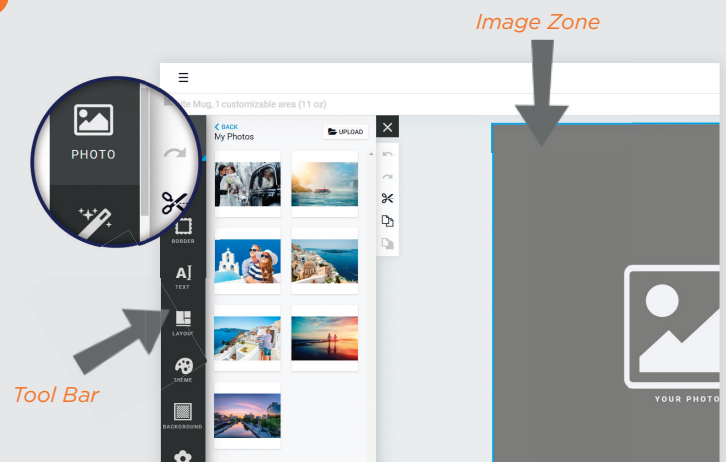 Image Zone
ite Mug, 1 customizable area (11 oz)
BACK
My Photos
UPLOAD
PHOTO
BORDER
TEXT
LAYOUT
THEME
BACKGROUND
Tool Bar
YOUR PHOTO